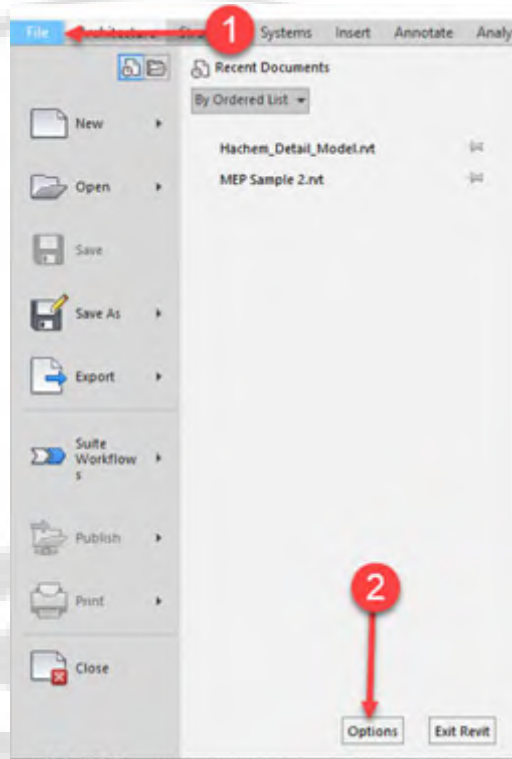 File
1
Systems Insert Annotate Analy
Recent Documents
By Ordered List
New
Hachem_Detail_Model.rvt
Open
MEP Sample 2.rvt
Save
Save As
Export
Suite
Workflow
s
Publish
Print
2
Close
Options Exit Revit